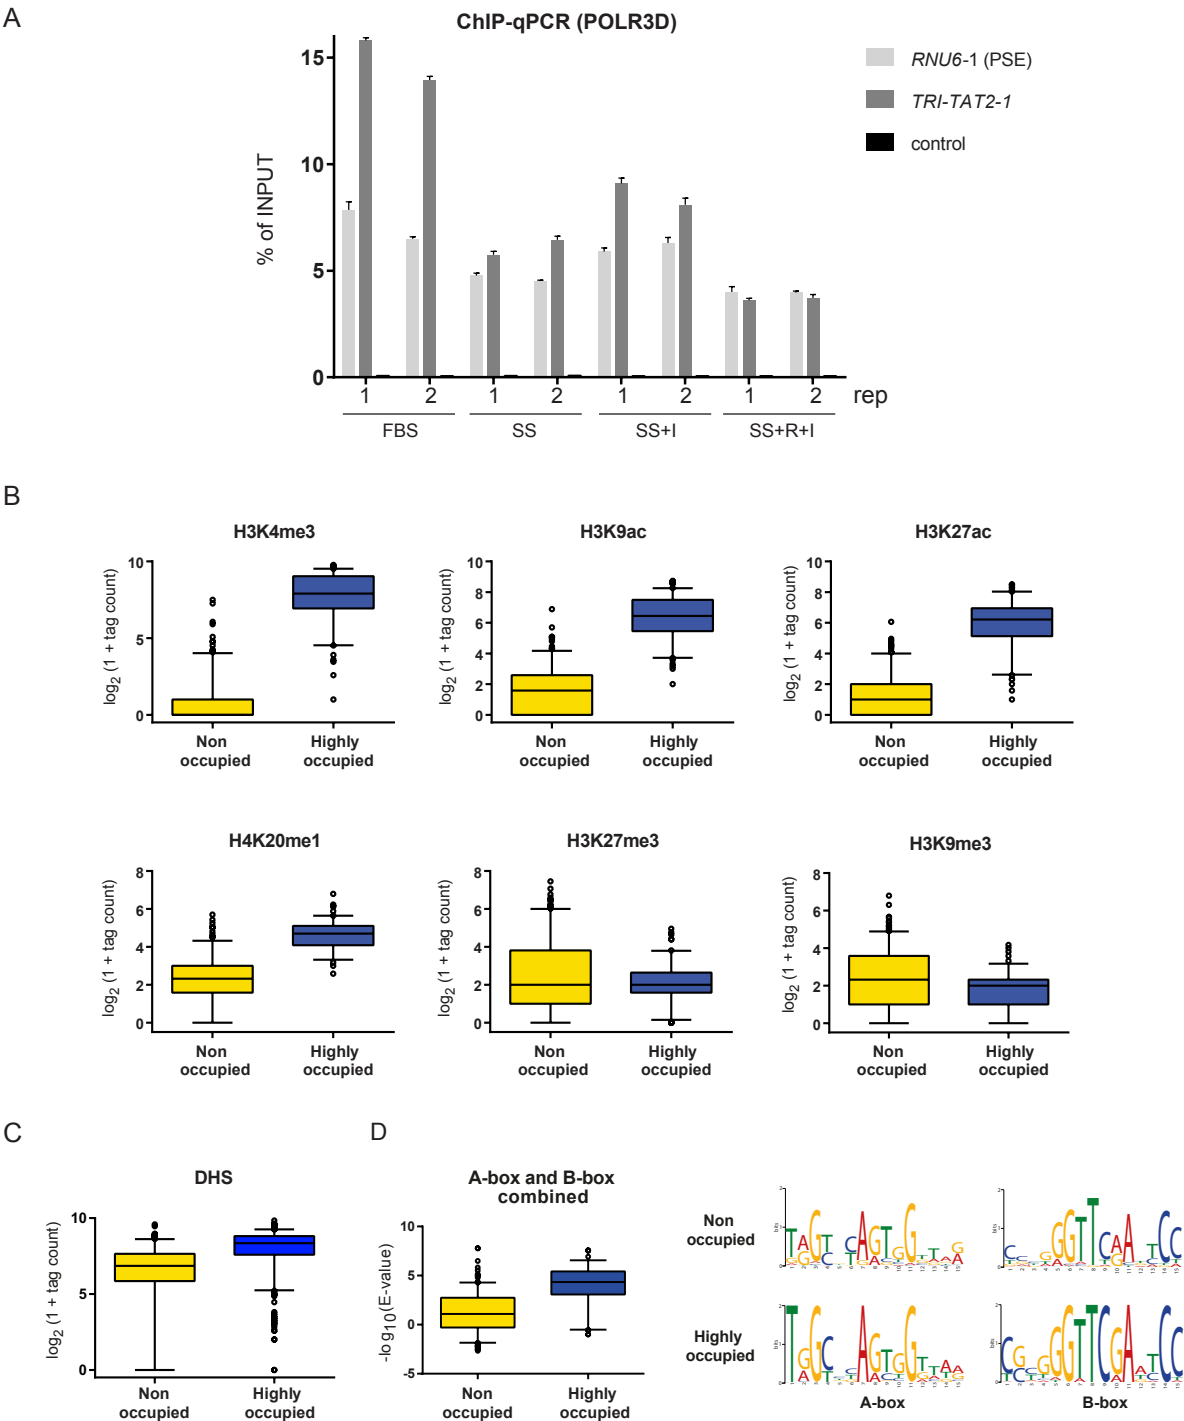 A
ChIP-qPCR (POLR3D)
% of INPUT
15
10
5
0
RNU6-1 (PSE)
TRI-TAT2-1
control
1 2 1 2 1 2 1 2 rep
FBS SS SS+I SS+R+I
B
H3K4me3
log2 (1 + tag count)
10
5
0
Non occupied
Highly occupied
H3K9ac
log2 (1 + tag count)
10
8
6
4
2
0
Non occupied
Highly occupied
H3K27ac
log2 (1 + tag count)
10
8
6
4
2
0
Non occupied
Highly occupied
H4K20me1
log2 (1 + tag count)
8
6
4
2
0
Non occupied
Highly occupied
H3K27me3
log2 (1 + tag count)
8
6
4
2
0
Non occupied
Highly occupied
H3K9me3
log2 (1 + tag count)
8
6
4
2
0
Non occupied
Highly occupied
C
DHS
log2 (1 + tag count)
10
5
0
Non occupied
Highly occupied
D
A-box and B-box
combined
-log10(E-value)
10
5
0
-5
Non occupied
Highly occupied
Non
occupied
Highly
occupied
bits
A-box
B-box